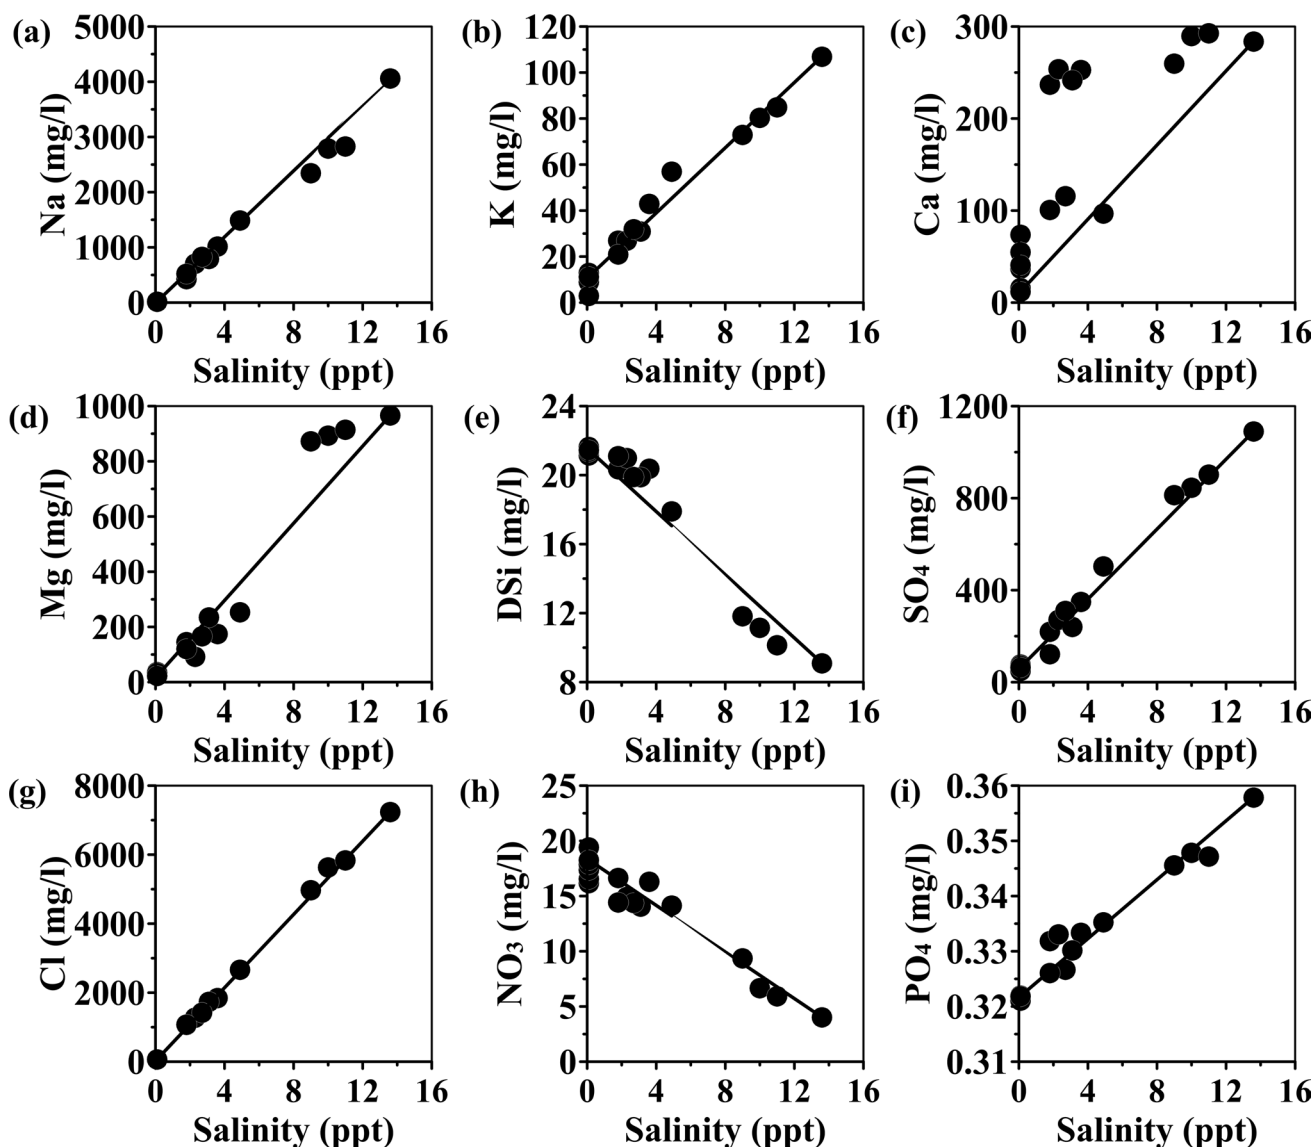 (a) 5000 4000 3000 2000 1000 0
Na (mg/l)
0 4 8 12 16
Salinity (ppt)
(b) 120 100 80 60 40 20 0
K (mg/l)
0 4 8 12 16
Salinity (ppt)
(c) 300 200 100 0
Ca (mg/l)
0 4 8 12 16
Salinity (ppt)
(d) 1000 800 600 400 200 0
Mg (mg/l)
0 4 8 12 16
Salinity (ppt)
(e) 24 20 16 12 8
DSi (mg/l)
0 4 8 12 16
Salinity (ppt)
(f) 1200 800 400 0
SO₄ (mg/l)
0 4 8 12 16
Salinity (ppt)
(g) 8000 6000 4000 2000 0
Cl (mg/l)
0 4 8 12 16
Salinity (ppt)
(h) 25 20 15 10 5 0
NO₃ (mg/l)
0 4 8 12 16
Salinity (ppt)
(i) 0.36 0.35 0.34 0.33 0.32 0.31
PO₄ (mg/l)
0 4 8 12 16
Salinity (ppt)